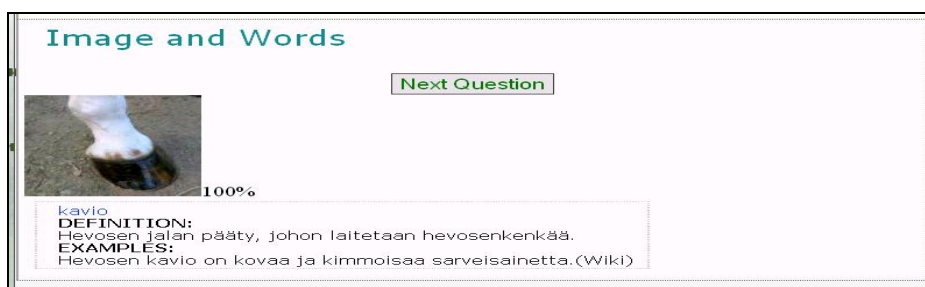 Image and Words
Next Question
100%
kavio
DEFINITION:
Hevosen jalan pääty, johon laitetaan hevosenkenkää.
EXAMPLES:
Hevosen kavio on kovaa ja kimmoisaa sarveisainetta.(Wiki)